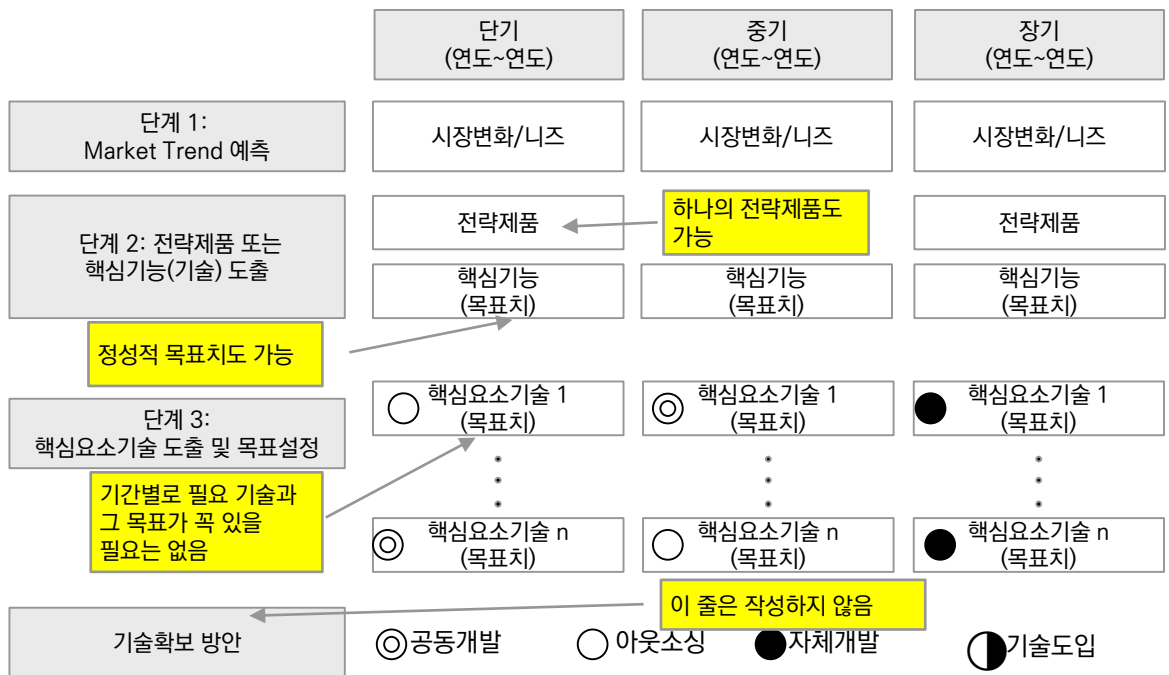 단기
(연도~연도)
중기
(연도~연도)
장기
(연도~연도)
단계 1:
Market Trend 예측
시장변화/니즈
시장변화/니즈
시장변화/니즈
단계 2: 전략제품 또는
핵심기능(기술) 도출
전략제품
하나의 전략제품도
가능
전략제품
핵심기능
(목표치)
핵심기능
(목표치)
핵심기능
(목표치)
정성적 목표치도 가능
단계 3:
핵심요소기술 도출 및 목표설정
핵심요소기술 1
(목표치)
핵심요소기술 1
(목표치)
핵심요소기술 1
(목표치)
기간별로 필요 기술과
그 목표가 꼭 있을
필요는 없음
핵심요소기술 n
(목표치)
핵심요소기술 n
(목표치)
핵심요소기술 n
(목표치)
이 줄은 작성하지 않음
기술확보 방안
공동개발
아웃소싱
자체개발
기술도입